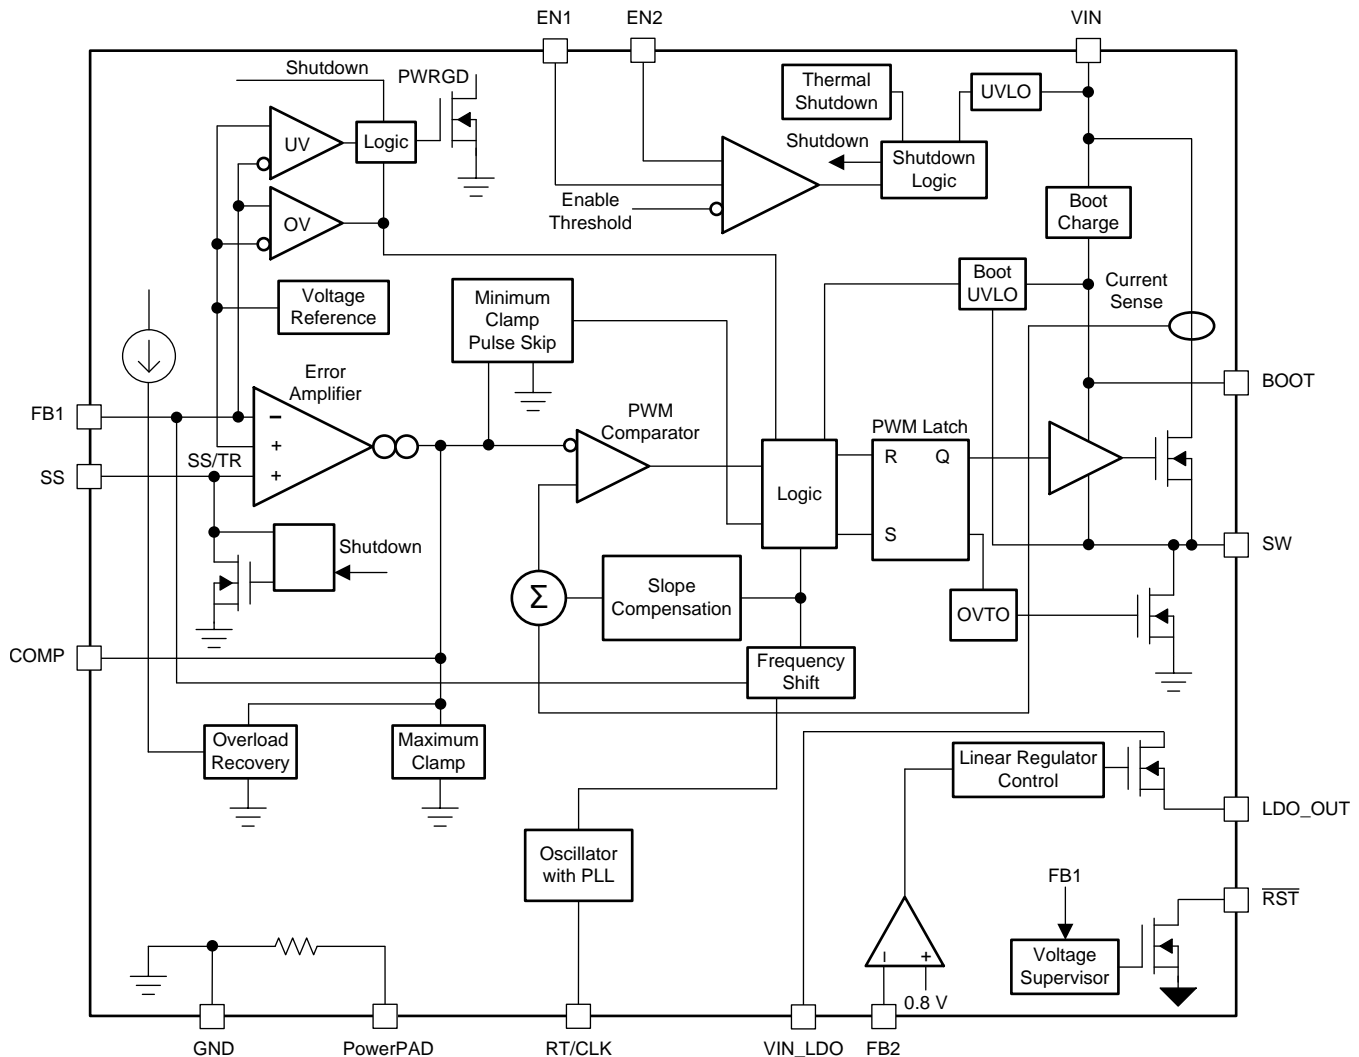 EN1
EN2
VIN
Shutdown
PWRGD
Thermal
Shutdown
UVLO
UV
Logic
Shutdown
Shutdown
Logic
Enable
Threshold
OV
Boot
Charge
Voltage
Reference
Minimum
Clamp
Pulse Skip
Boot
UVLO
Current
Sense
Error
Amplifier
BOOT
FB1
−
+
+
PWM
Comparator
PWM Latch
R
Q
S
SS/TR
SS
Logic
SW
Shutdown
Σ
Slope
Compensation
OVTO
COMP
Frequency
Shift
Overload
Recovery
Maximum
Clamp
Linear Regulator
Control
LDO_OUT
Oscillator
with PLL
FB1
RST
Voltage
Supervisor
−
+
0.8 V
GND
PowerPAD
RT/CLK
VIN_LDO
FB2